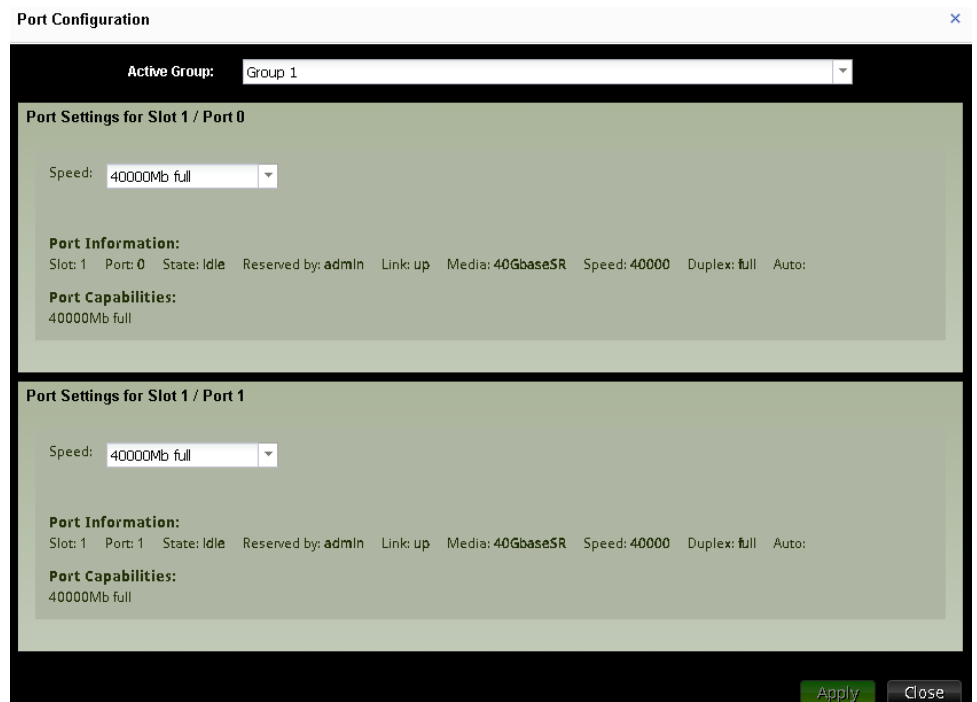 Port Configuration ×
Active Group: Group 1
Port Settings for Slot 1 / Port 0
Speed: 40000Mb full
Port Information:
Slot: 1 Port: 0 State: Idle Reserved by: admin Link: up Media: 40GbaseSR Speed: 40000 Duplex: full Auto:
Port Capabilities:
40000Mb full
Port Settings for Slot 1 / Port 1
Speed: 40000Mb full
Port Information:
Slot: 1 Port: 1 State: Idle Reserved by: admin Link: up Media: 40GbaseSR Speed: 40000 Duplex: full Auto:
Port Capabilities:
40000Mb full
Apply Close